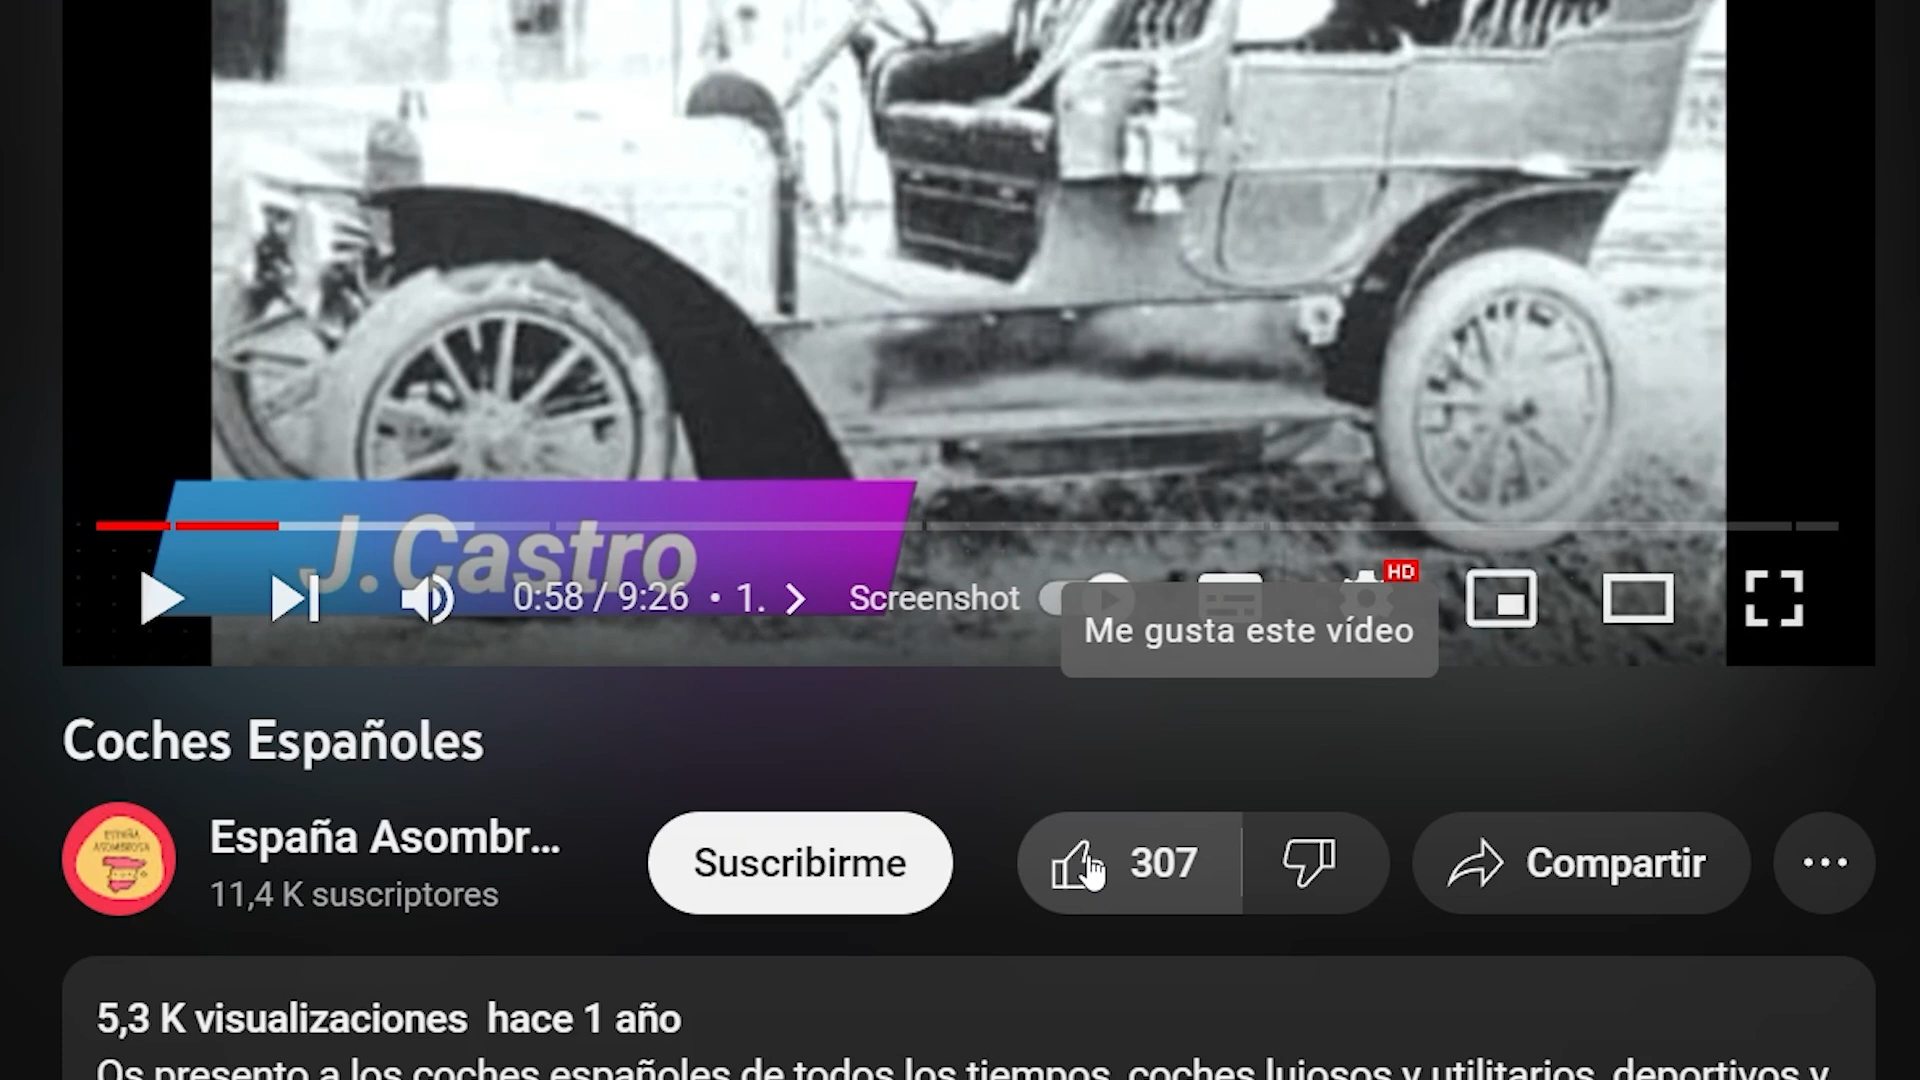 J.Castro
0:58 / 9:26 • 1.
Screenshot
HD
Me gusta este vídeo
Coches Españoles
ESPAÑA
ASOMBROSA
España Asombr...
11,4 K suscriptores
Suscribirme
307
Compartir
5,3 K visualizaciones hace 1 año
Os presento a los coches españoles de todos los tiempos, coches lujosos y utilitarios, deportivos y